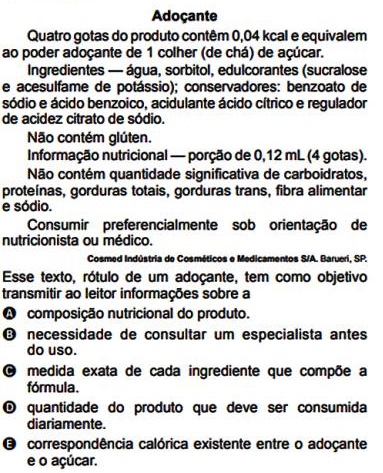 Adoçante
Quatro gotas do produto contêm 0,04 kcal e equivalem
ao poder adoçante de 1 colher (de chá) de açúcar.
Ingredientes — água, sorbitol, edulcorantes (sucralose
e acesulfame de potássio); conservadores: benzoato de
sódio e ácido benzoico, acidulante ácido cítrico e regulador
de acidez citrato de sódio.
Não contém glúten.
Informação nutricional — porção de 0,12 mL (4 gotas).
Não contém quantidade significativa de carboidratos,
proteínas, gorduras totais, gorduras trans, fibra alimentar
e sódio.
Consumir preferencialmente sob orientação de
nutricionista ou médico.
Cosmed Indústria de Cosméticos e Medicamentos S/A. Barueri, SP.
Esse texto, rótulo de um adoçante, tem como objetivo
transmitir ao leitor informações sobre a
A composição nutricional do produto.
B necessidade de consultar um especialista antes
do uso.
C medida exata de cada ingrediente que compõe a
fórmula.
D quantidade do produto que deve ser consumida
diariamente.
E correspondência calórica existente entre o adoçante
e o açúcar.